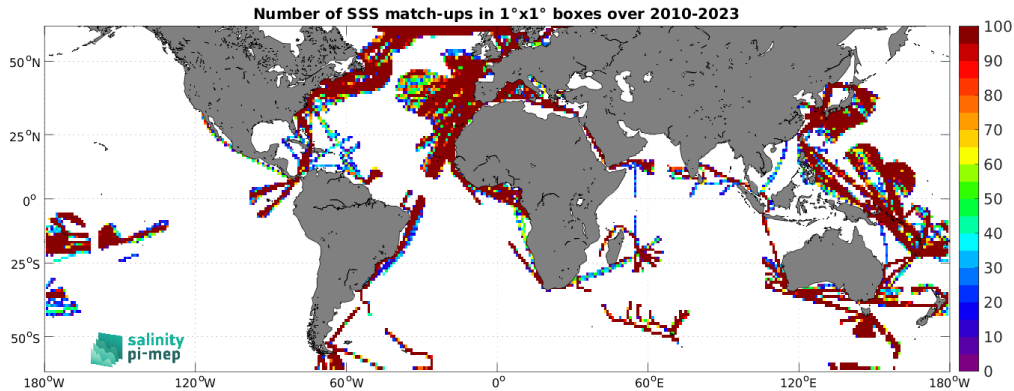 Number of SSS match-ups in 1°x1° boxes over 2010-2023
100
90
80
70
60
50
40
30
20
10
0
50°N
25°N
0°
25°S
50°S
salinity
pi-mep
180°W
120°W
60°W
0°
60°E
120°E
180°W